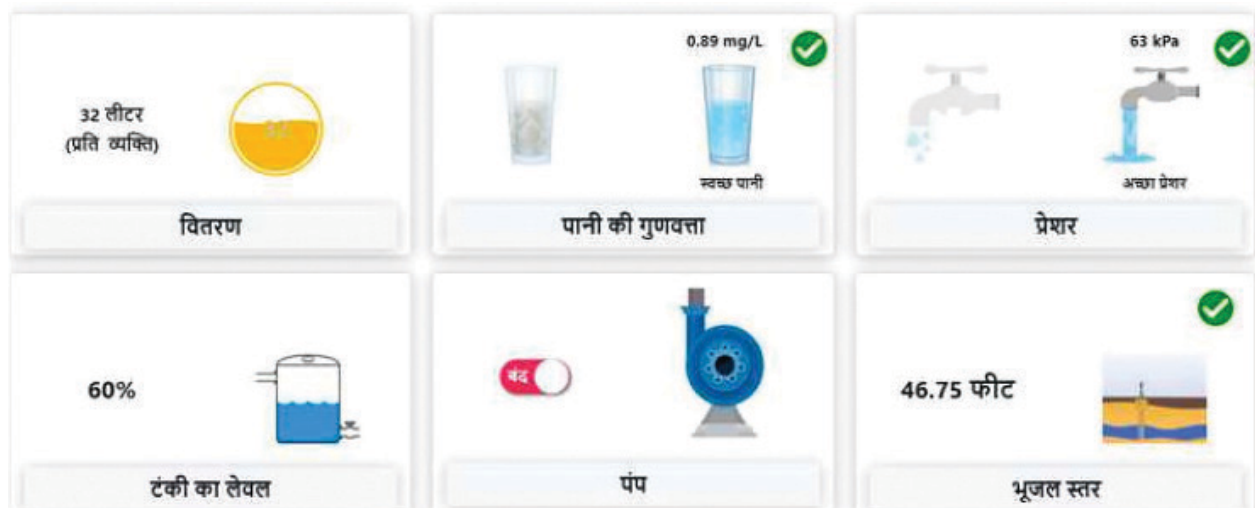 32 लीटर
(प्रति व्यक्ति)
32
वितरण
0.89 mg/L
स्वच्छ पानी
पानी की गुणवत्ता
63 kPa
अच्छा प्रेशर
प्रेशर
60%
टंकी का लेवल
बंद
पंप
46.75 फीट
भूजल स्तर